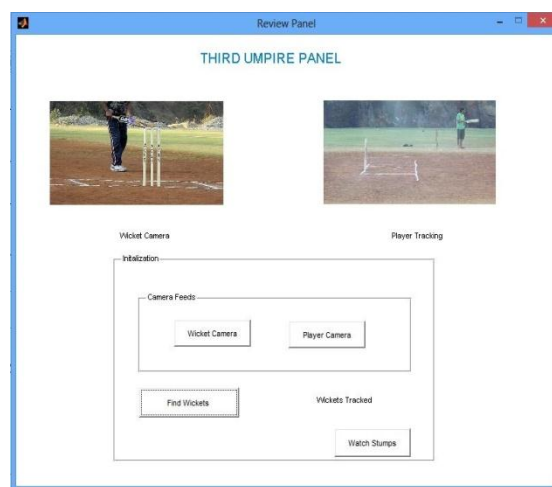 Review Panel
THIRD UMPIRE PANEL
Wicket Camera
Player Tracking
Initalization
Camera Feeds
Wicket Camera
Player Camera
Find Wickets
Wickets Tracked
Watch Stumps